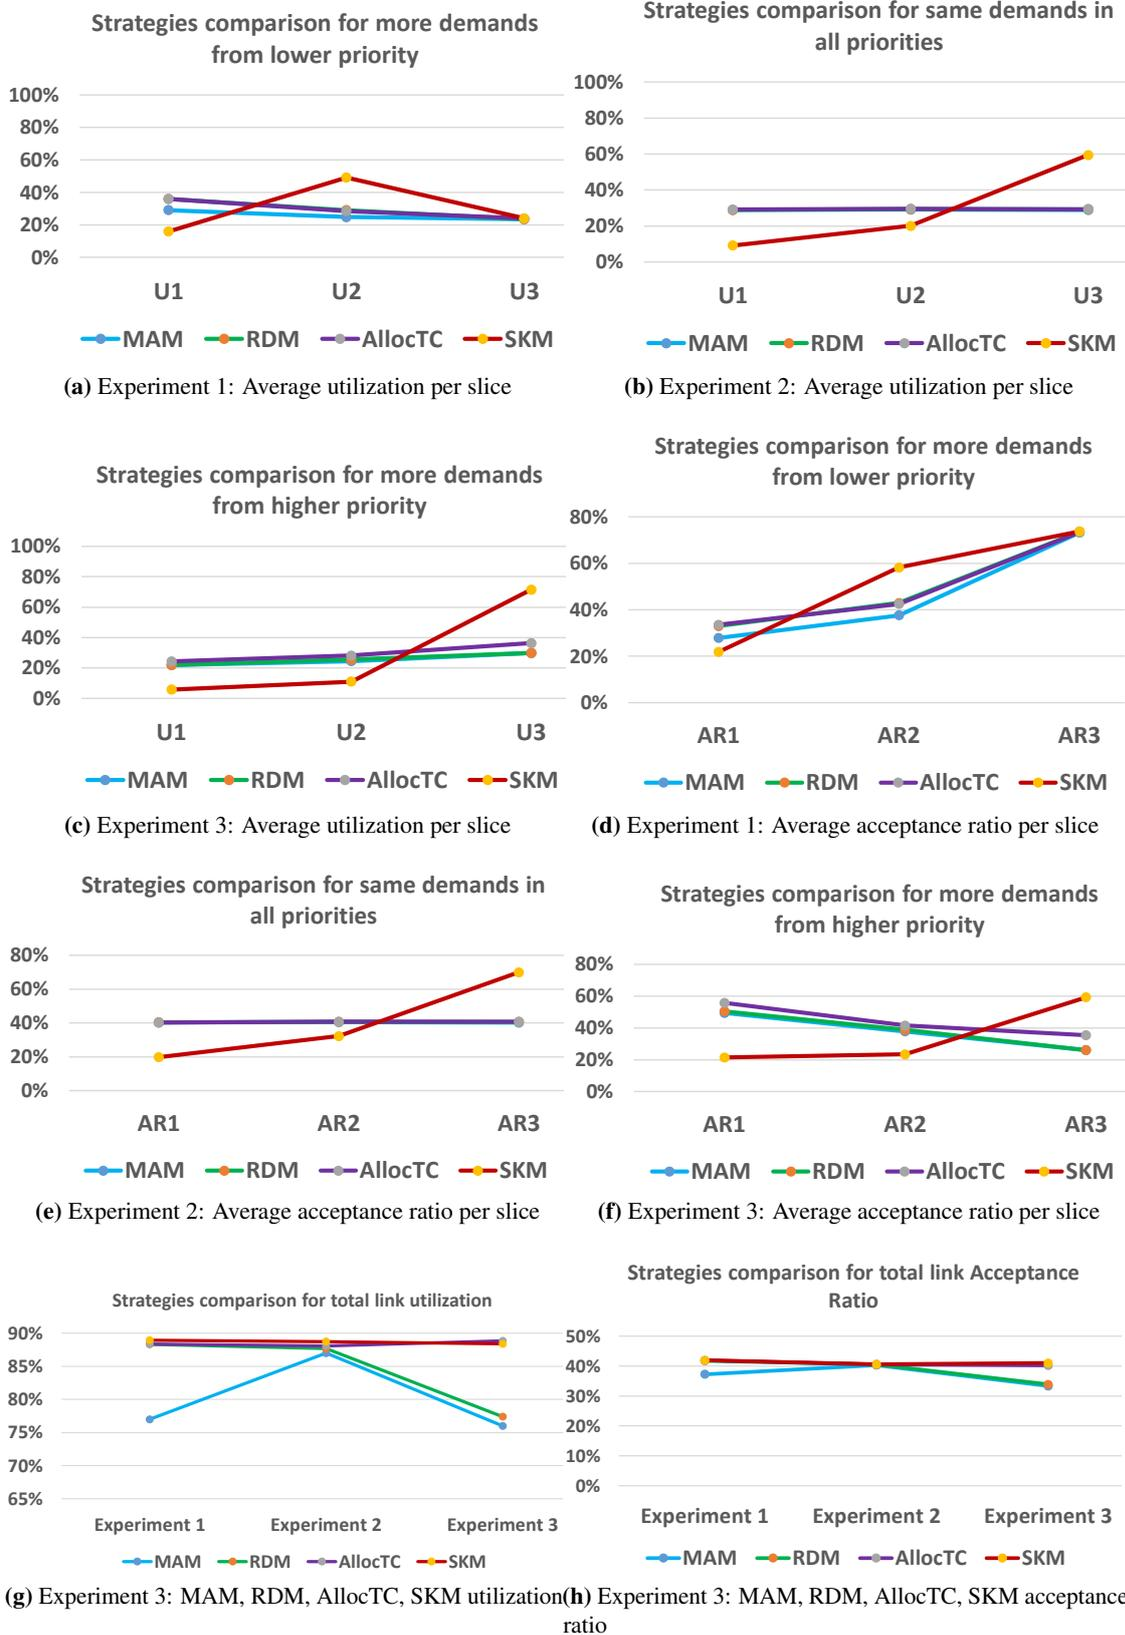 Strategies comparison for more demands
from lower priority
100%
80%
60%
40%
20%
0%
U1 U2 U3
MAM RDM AllocTC SKM
(a) Experiment 1: Average utilization per slice
Strategies comparison for same demands in
all priorities
100%
80%
60%
40%
20%
0%
U1 U2 U3
MAM RDM AllocTC SKM
(b) Experiment 2: Average utilization per slice
Strategies comparison for more demands
from higher priority
100%
80%
60%
40%
20%
0%
U1 U2 U3
MAM RDM AllocTC SKM
(c) Experiment 3: Average utilization per slice
Strategies comparison for more demands
from lower priority
80%
60%
40%
20%
0%
AR1 AR2 AR3
MAM RDM AllocTC SKM
(d) Experiment 1: Average acceptance ratio per slice
Strategies comparison for same demands in
all priorities
80%
60%
40%
20%
0%
AR1 AR2 AR3
MAM RDM AllocTC SKM
(e) Experiment 2: Average acceptance ratio per slice
Strategies comparison for more demands
from higher priority
80%
60%
40%
20%
0%
AR1 AR2 AR3
MAM RDM AllocTC SKM
(f) Experiment 3: Average acceptance ratio per slice
Strategies comparison for total link utilization
90%
85%
80%
75%
70%
65%
Experiment 1 Experiment 2 Experiment 3
MAM RDM AllocTC SKM
(g) Experiment 3: MAM, RDM, AllocTC, SKM utilization
Strategies comparison for total link Acceptance
Ratio
50%
40%
30%
20%
10%
0%
Experiment 1 Experiment 2 Experiment 3
MAM RDM AllocTC SKM
(h) Experiment 3: MAM, RDM, AllocTC, SKM acceptance
ratio